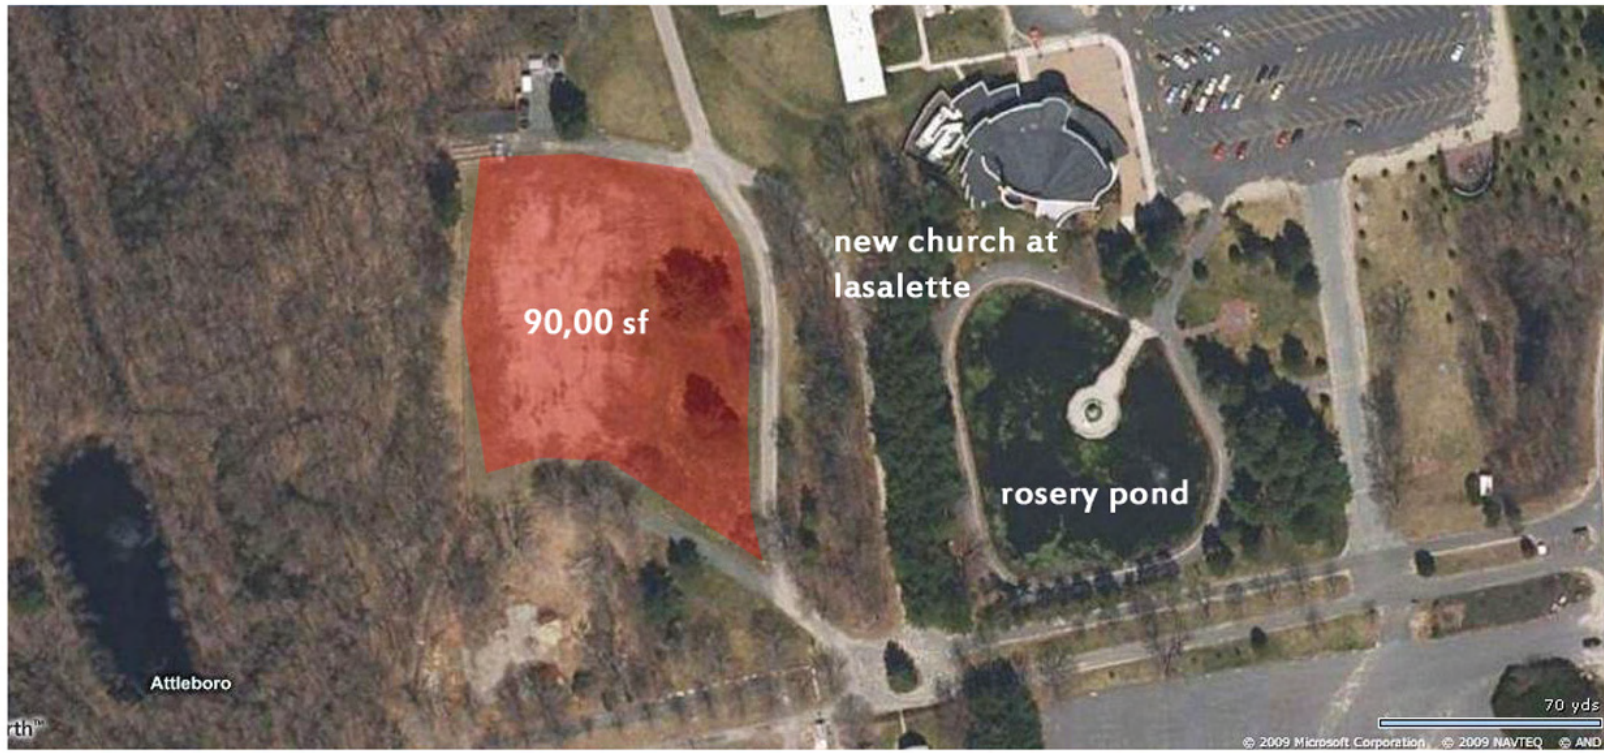 new church at
lasalette
90,00 sf
rosery pond
Attleboro
rth™
70 yds
© 2009 Microsoft Corporation, © 2009 NAVTEQ © AND